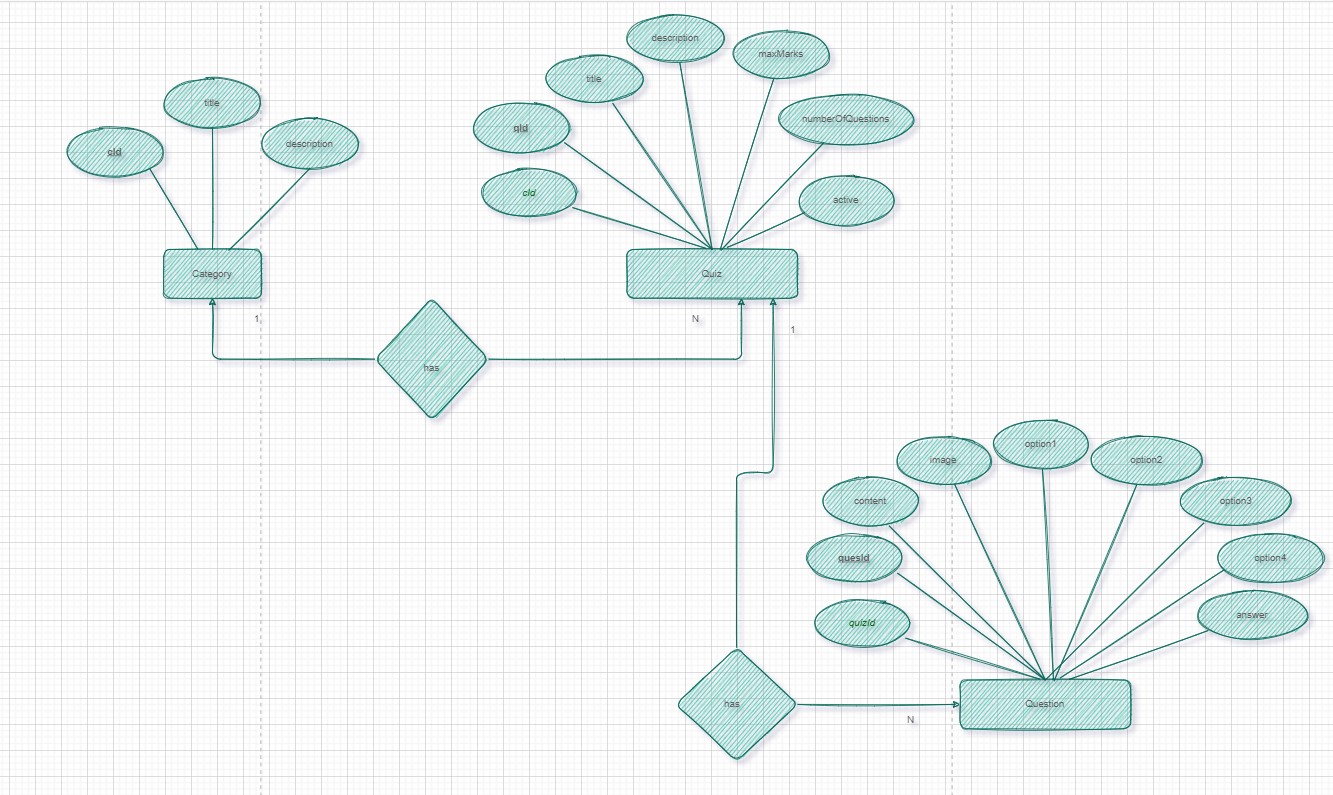 description
maxMarks
title
title
numberOfQuestions
qId
cId
description
cId
active
Category
Quiz
1
N
1
has
option1
image
option2
content
option3
quesId
option4
answer
quizId
has
Question
N